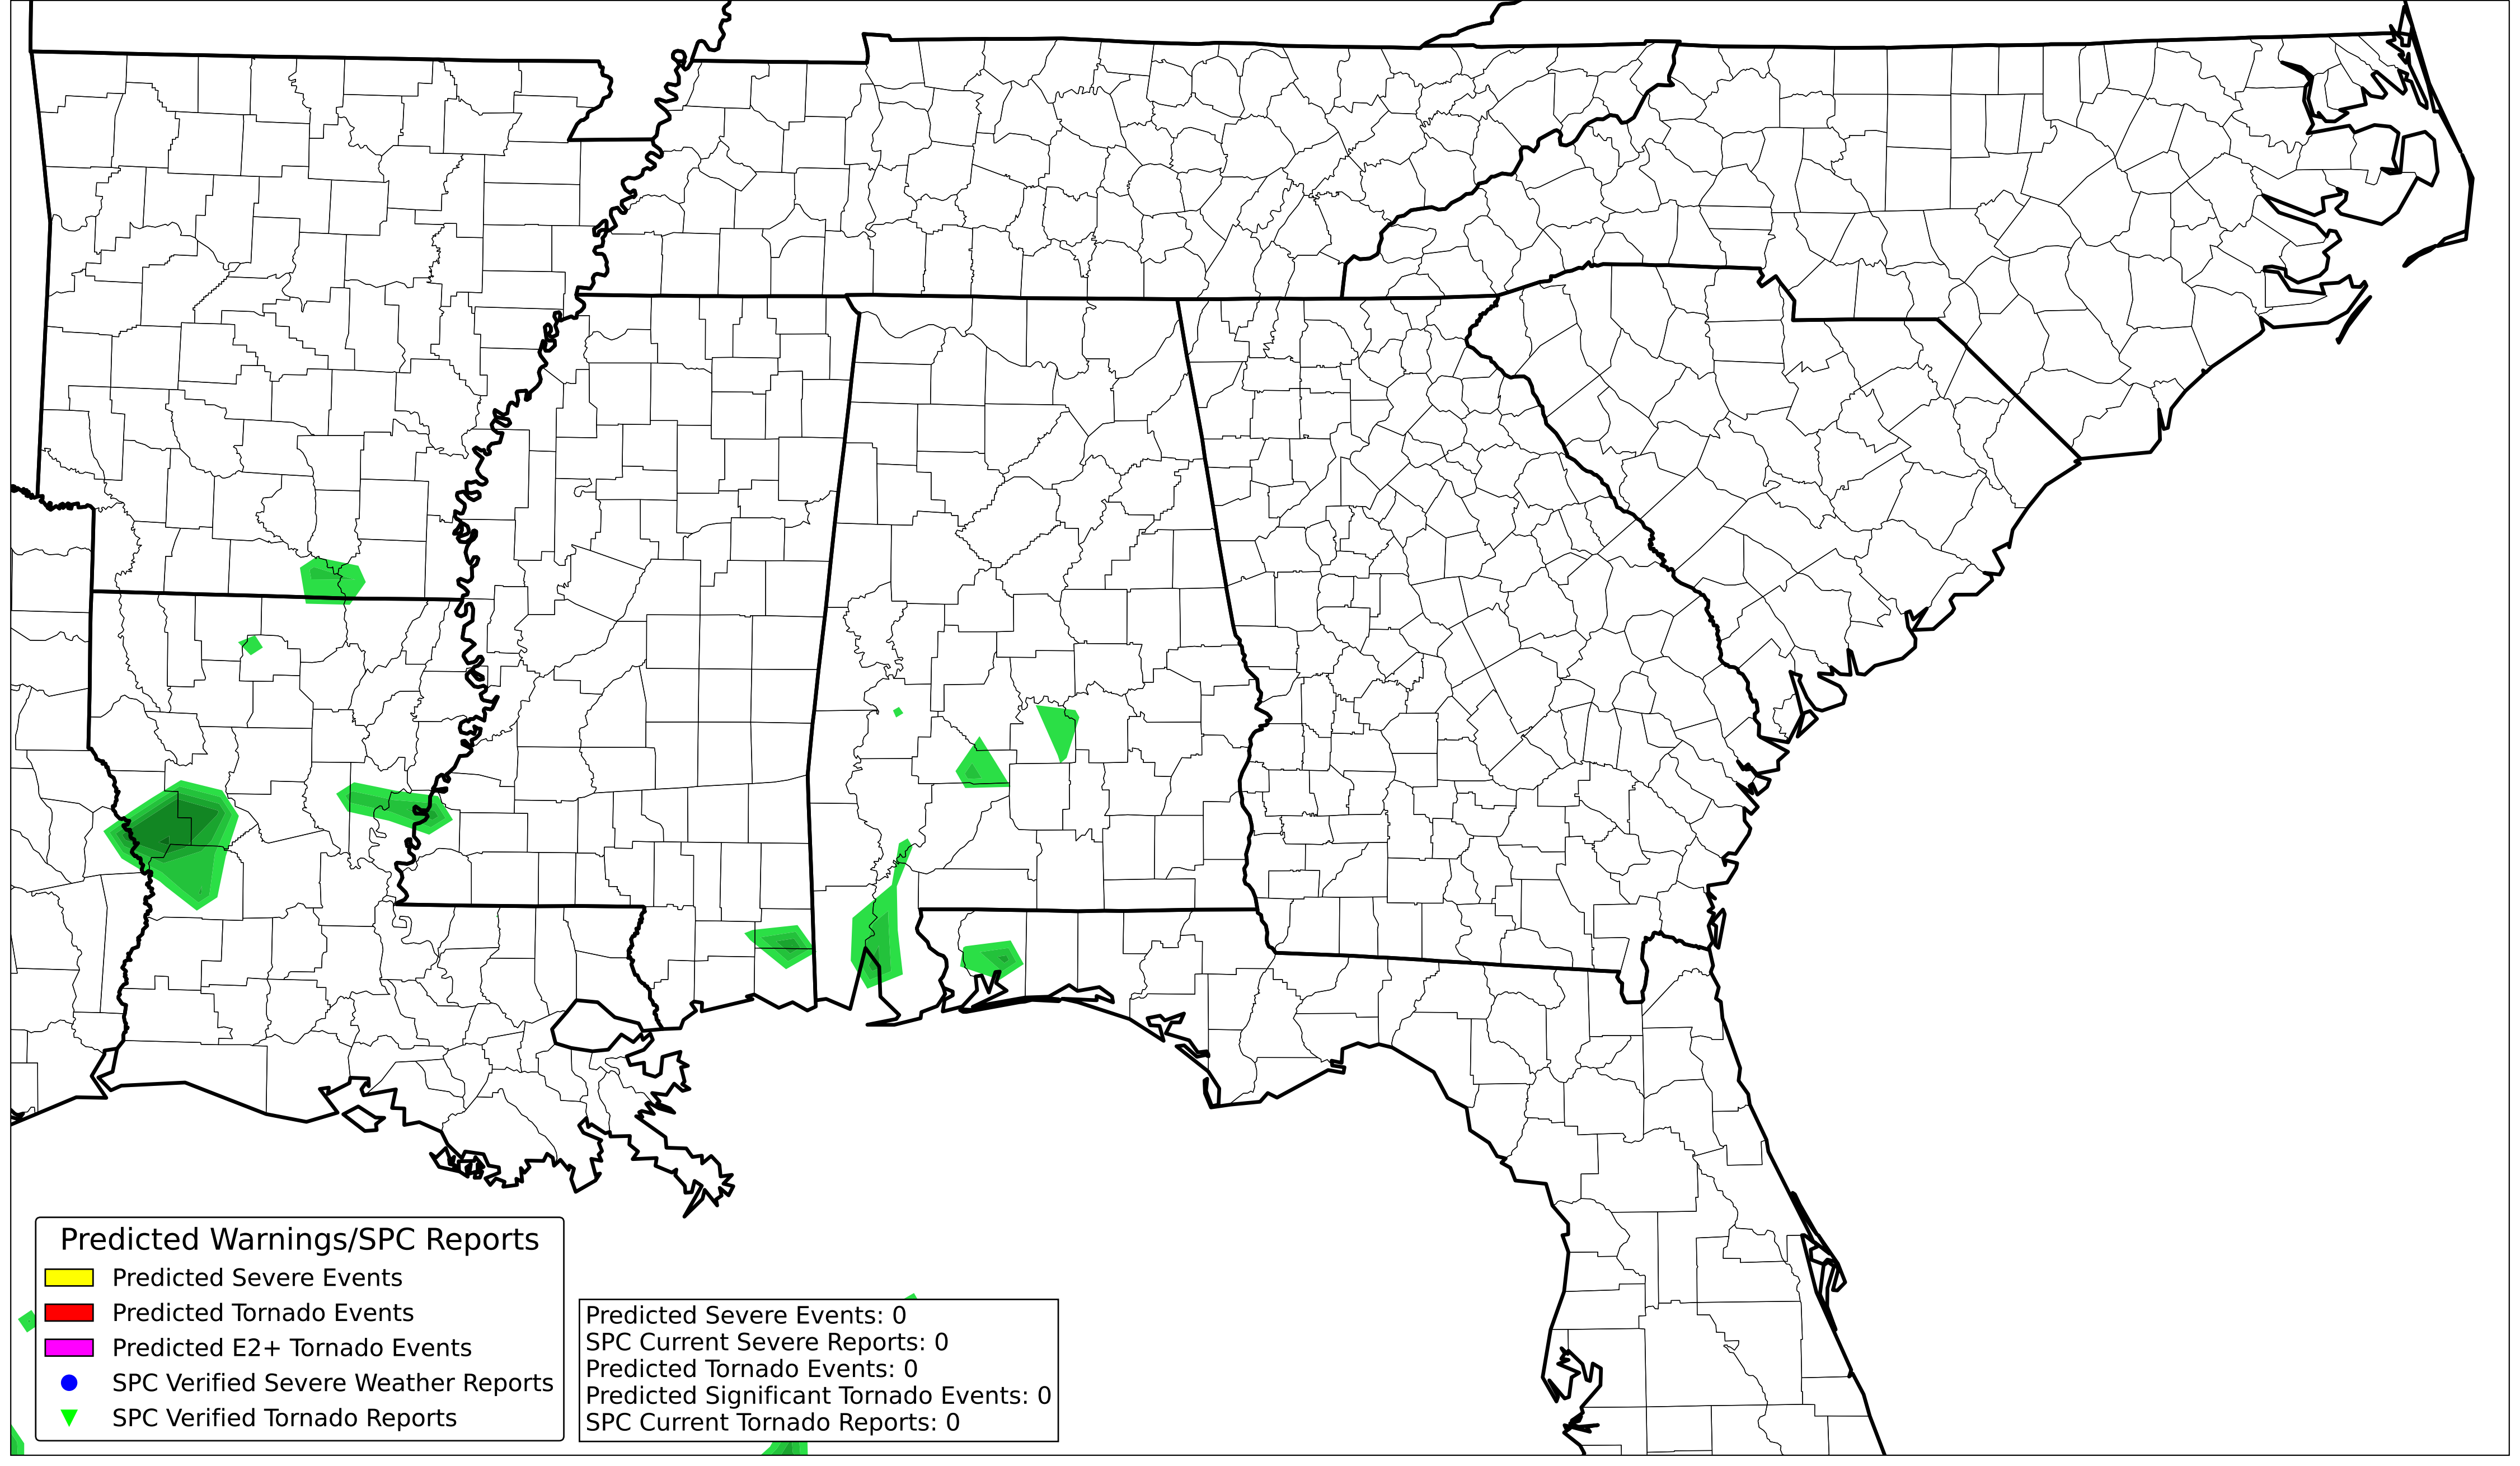 Predicted Warnings/SPC Reports
Predicted Severe Events
Predicted Tornado Events
Predicted E2+ Tornado Events
SPC Verified Severe Weather Reports
SPC Verified Tornado Reports
Predicted Severe Events: 0
SPC Current Severe Reports: 0
Predicted Tornado Events: 0
Predicted Significant Tornado Events: 0
SPC Current Tornado Reports: 0